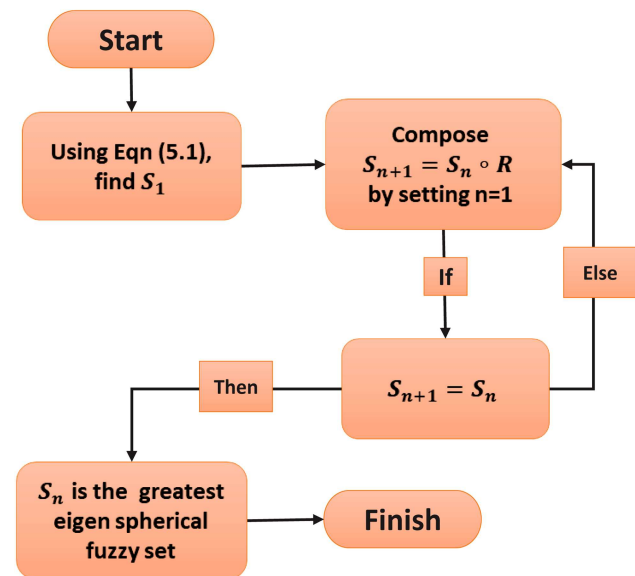 Start
Using Eqn (5.1),
find S₁
Compose
Sₙ₊₁ = Sₙ ∘ R
by setting n=1
If
Else
Then
Sₙ₊₁ = Sₙ
Sₙ is the greatest
eigen spherical
fuzzy set
Finish